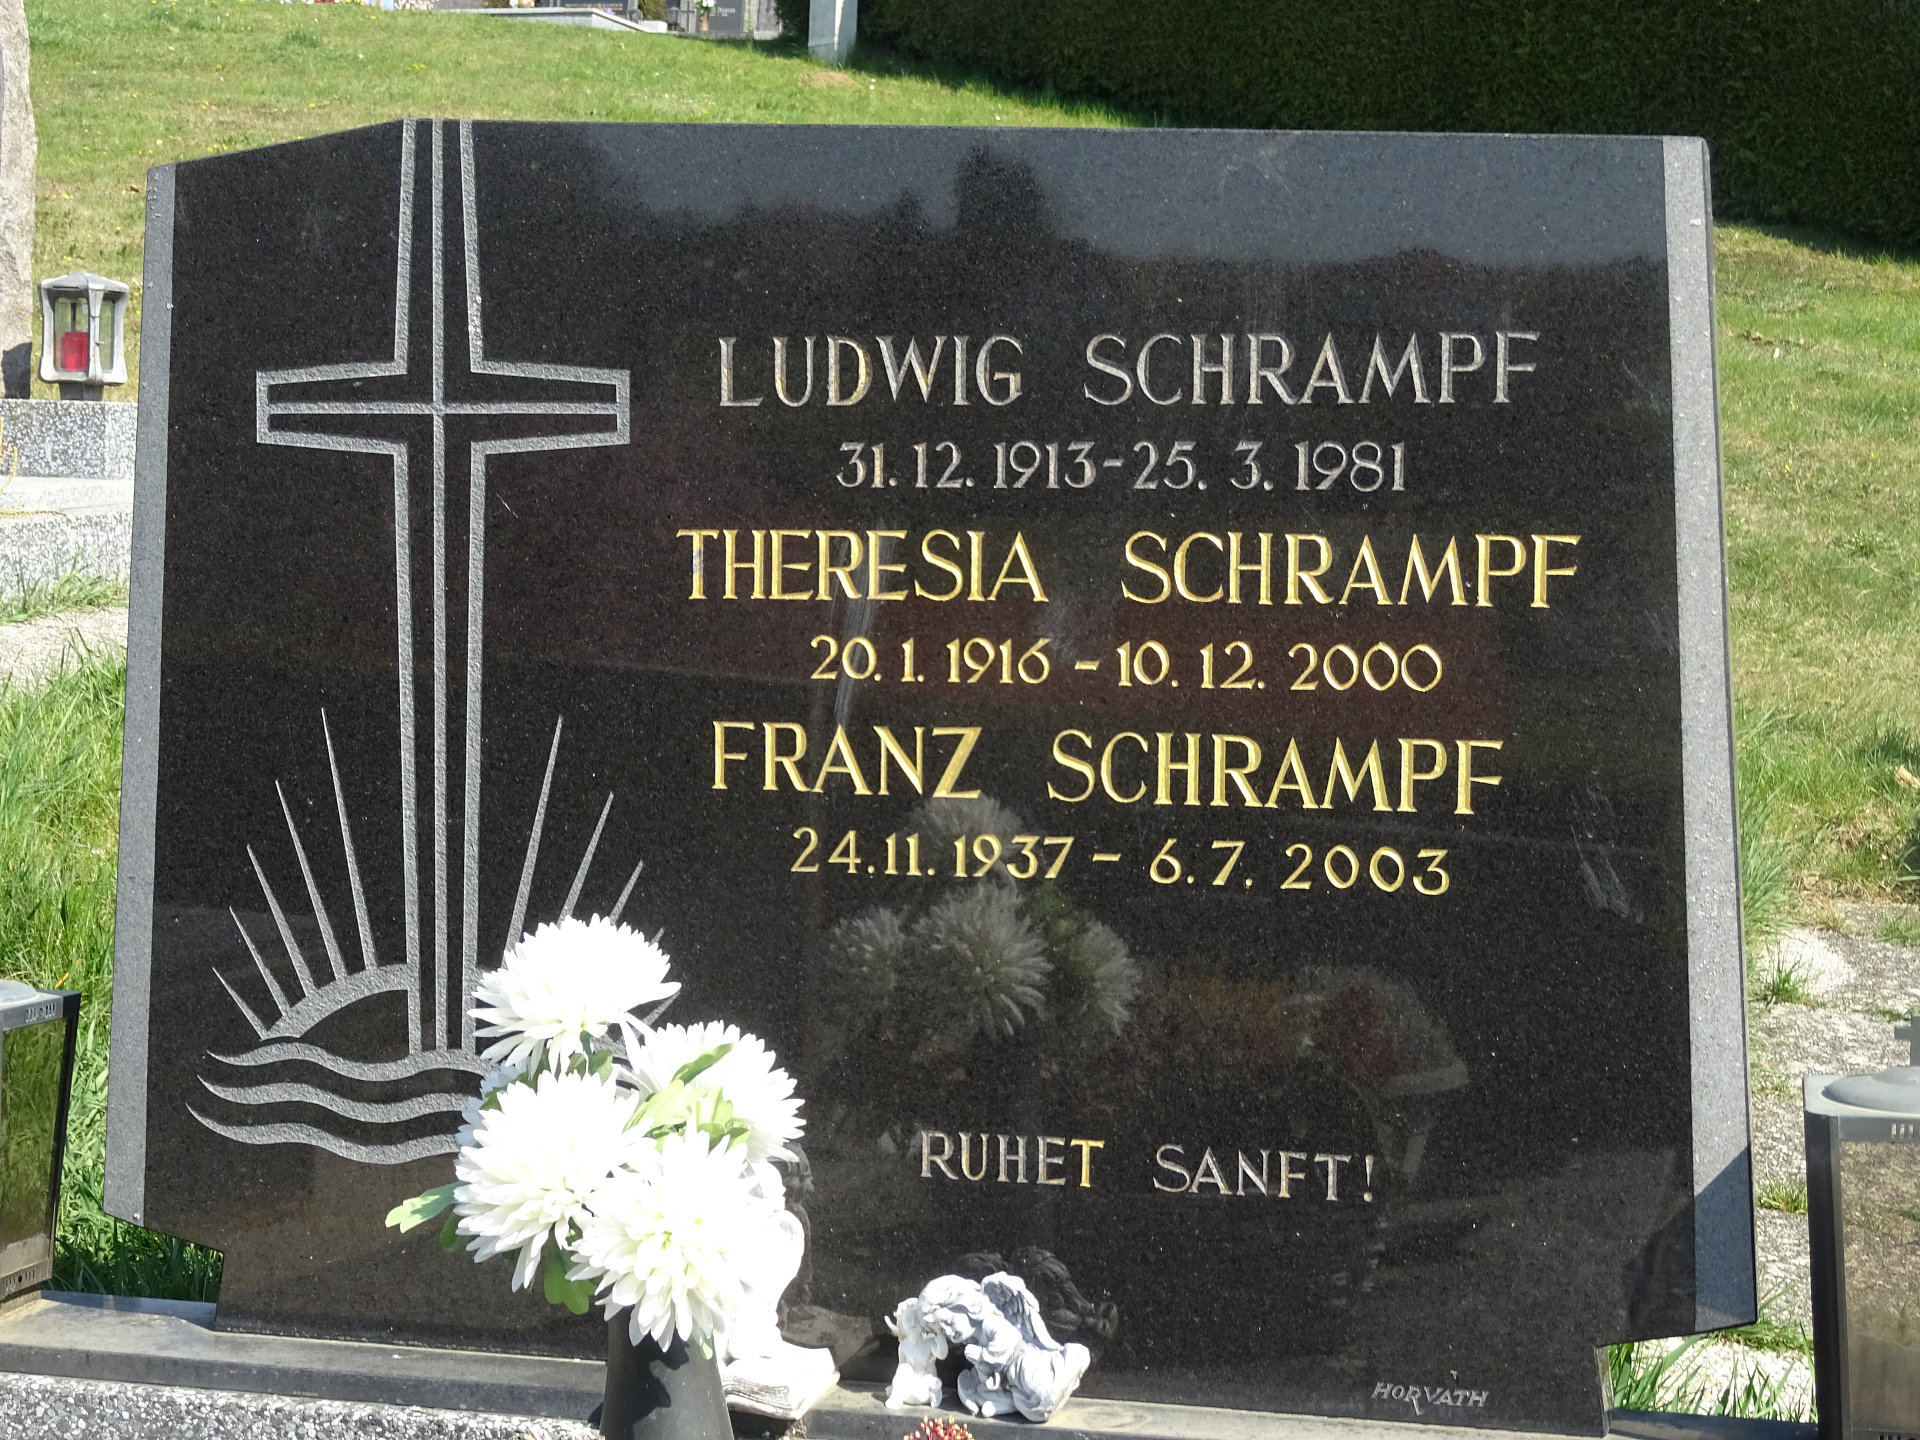 LUDWIG SCHRAMPF
31. 12. 1913-25. 3. 1981
THERESIA SCHRAMPF
20. 1. 1916 - 10. 12. 2000
FRANZ SCHRAMPF
24. 11. 1937 - 6. 7. 2003
RUHET SANFT!
HORVATH